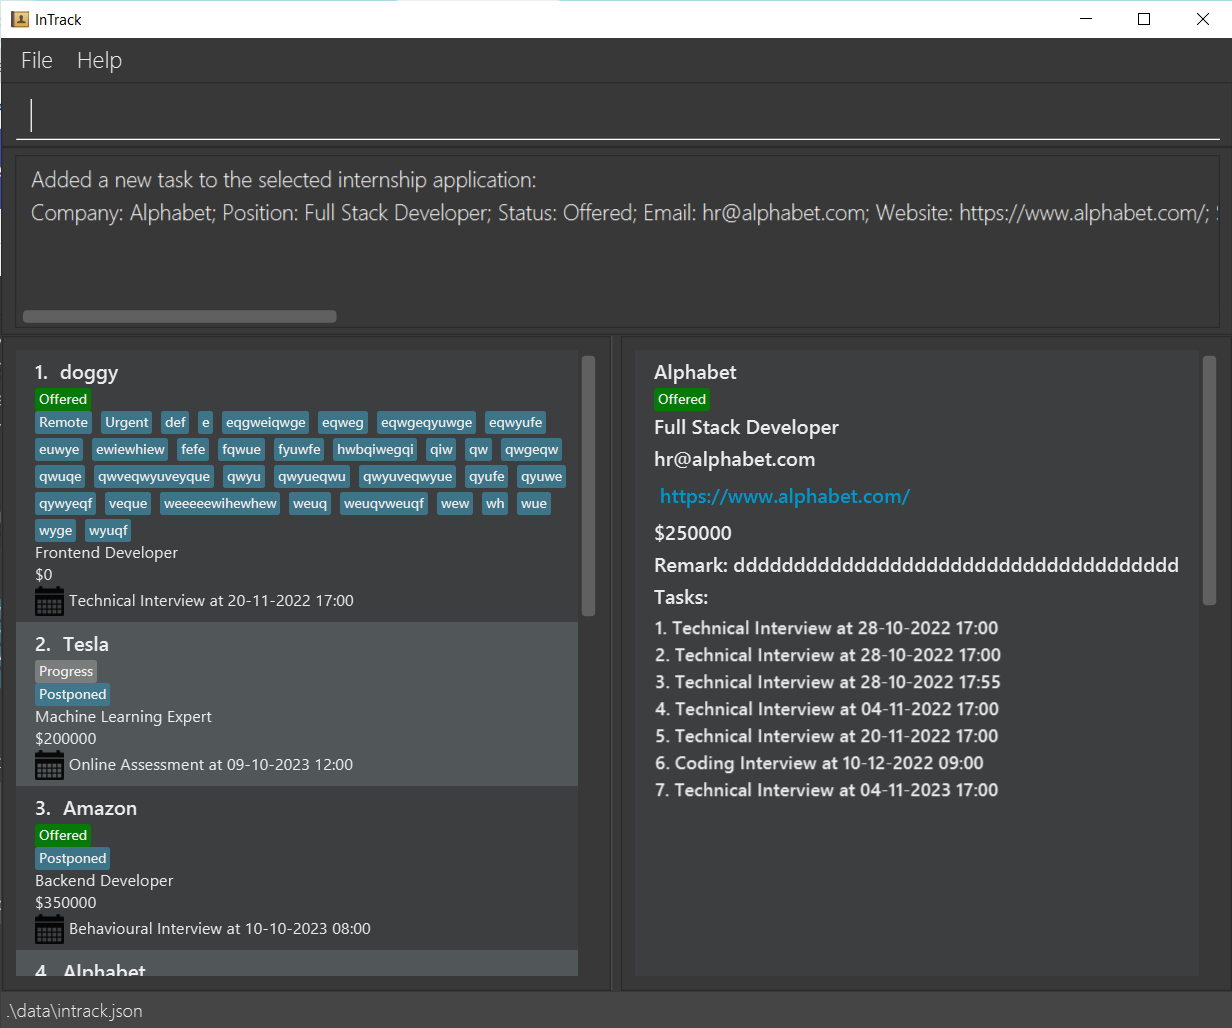 InTrack
File Help
Added a new task to the selected internship application:
Company: Alphabet; Position: Full Stack Developer; Status: Offered; Email: hr@alphabet.com; Website: https://www.alphabet.com/;
1. doggy
Offered
Remote Urgent def e eqgweiqwge eqweg eqwgeqyuwge eqwyufe
euwye ewiewhiew fefe fqwue fyuwfe hwbqiwegqi qiw qw qwgeqw
qwuqe qwveqwyuveyque qwyu qwyueqwu qwyuveqwyue qyufe qyuwe
qywyeqf veque weeeeewihewhew weuq weuqvweuqf wew wh wue
wyge wyuqf
Frontend Developer
$0
Technical Interview at 20-11-2022 17:00
2. Tesla
Progress
Postponed
Machine Learning Expert
$200000
Online Assessment at 09-10-2023 12:00
3. Amazon
Offered
Postponed
Backend Developer
$350000
Behavioural Interview at 10-10-2023 08:00
4. Alphabet
Alphabet
Offered
Full Stack Developer
hr@alphabet.com
https://www.alphabet.com/
$250000
Remark: ddddddddddddddddddddddddddddddddddddd
Tasks:
1. Technical Interview at 28-10-2022 17:00
2. Technical Interview at 28-10-2022 17:00
3. Technical Interview at 28-10-2022 17:55
4. Technical Interview at 04-11-2022 17:00
5. Technical Interview at 20-11-2022 17:00
6. Coding Interview at 10-12-2022 09:00
7. Technical Interview at 04-11-2023 17:00
.\data\intrack.json